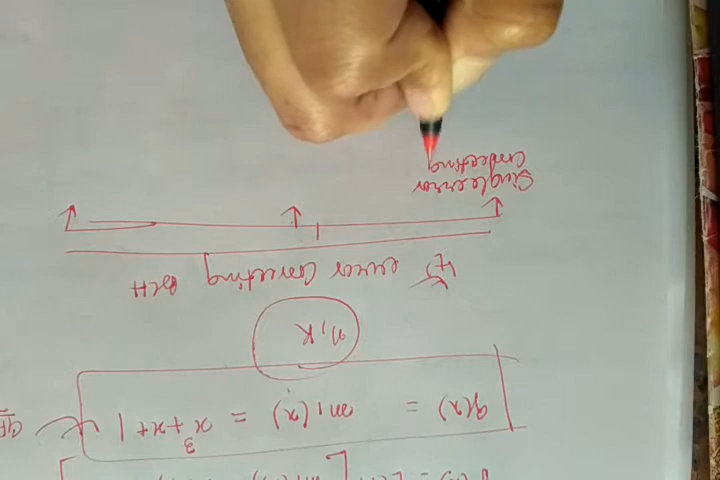 g(x) = m₁(x) = x³+x+1
n, k
error correcting BCH
Single error
Correcting